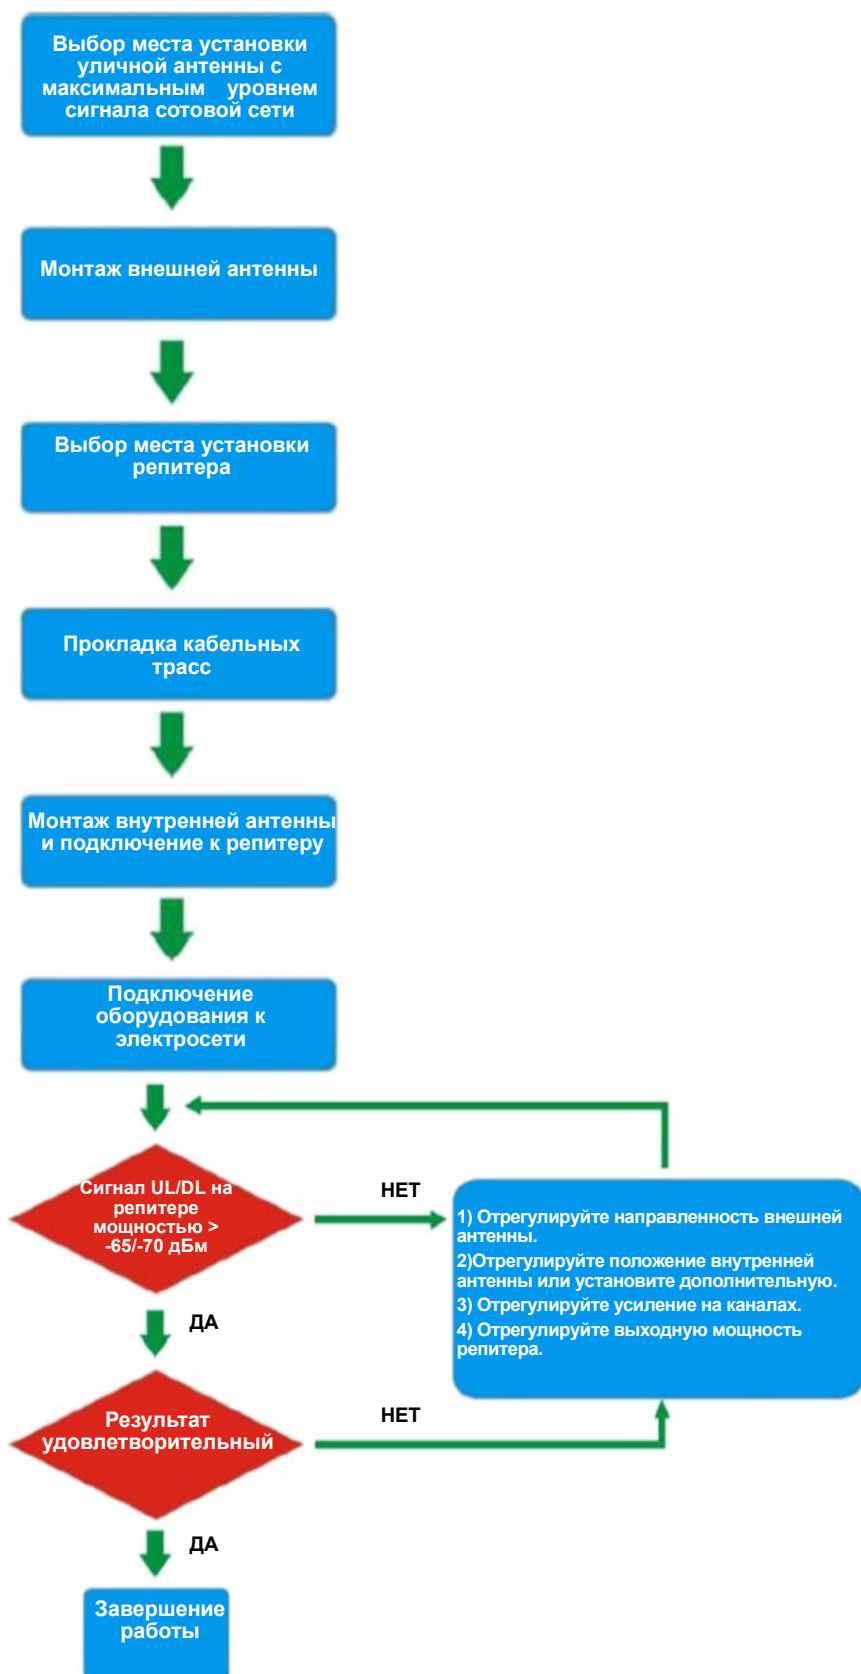 Выбор места установки
уличной антенны с
максимальным уровнем
сигнала сотовой сети
Монтаж внешней антенны
Выбор места установки
репитера
Прокладка кабельных
трасс
Монтаж внутренней антенны
и подключение к репитеру
Подключение
оборудования к
электросети
Сигнал UL/DL на
репитере
мощностью >
-65/-70 дБм
НЕТ
1) Отрегулируйте направленность внешней
антенны.
2)Отрегулируйте положение внутренней
антенны или установите дополнительную.
3) Отрегулируйте усиление на каналах.
4) Отрегулируйте выходную мощность
репитера.
ДА
Результат
удовлетворительный
НЕТ
ДА
Завершение
работы